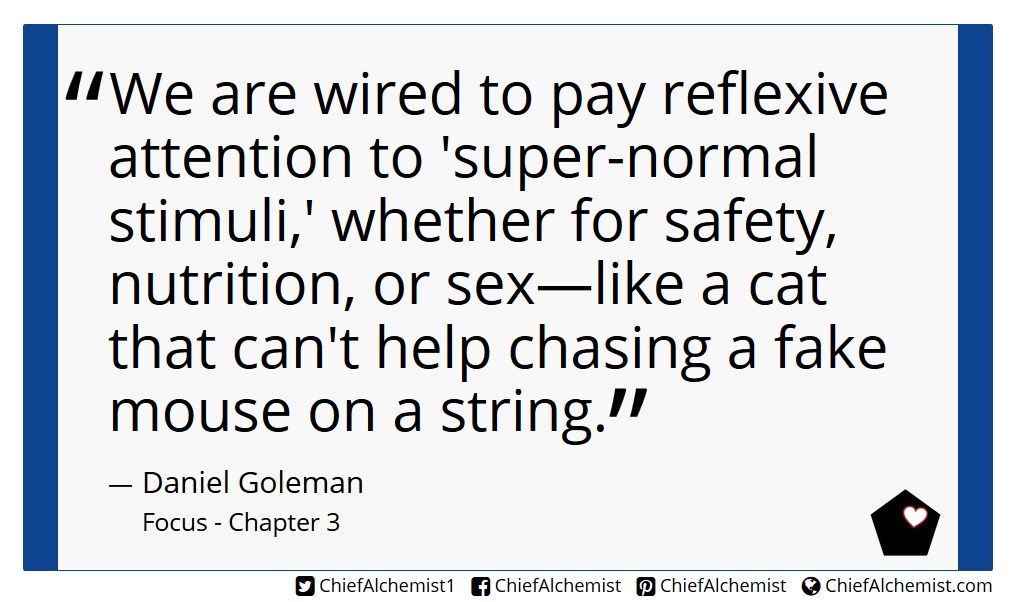 “We are wired to pay reflexive
attention to 'super-normal
stimuli,' whether for safety,
nutrition, or sex—like a cat
that can't help chasing a fake
mouse on a string.”
— Daniel Goleman
Focus - Chapter 3
ChiefAlchemist1 ChiefAlchemist ChiefAlchemist ChiefAlchemist.com